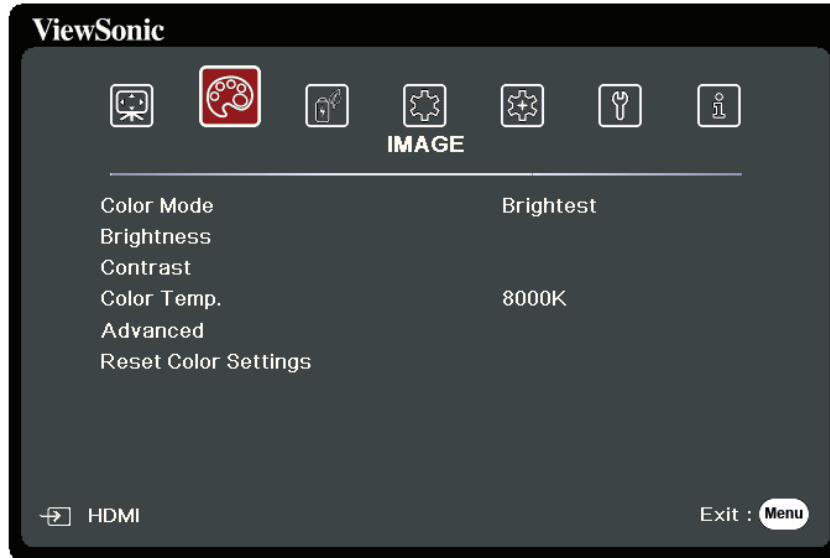 ViewSonic
IMAGE
Color Mode Brightest
Brightness
Contrast
Color Temp. 8000K
Advanced
Reset Color Settings
HDMI Exit : Menu